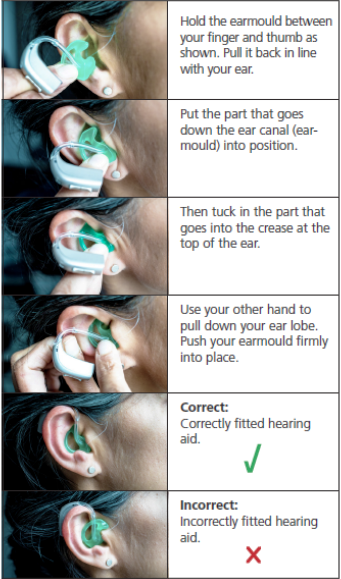 Hold the earmould between
your finger and thumb as
shown. Pull it back in line
with your ear.
Put the part that goes
down the ear canal (ear-
mould) into position.
Then tuck in the part that
goes into the crease at the
top of the ear.
Use your other hand to
pull down your ear lobe.
Push your earmould firmly
into place.
Correct:
Correctly fitted hearing
aid.
Incorrect:
Incorrectly fitted hearing
aid.